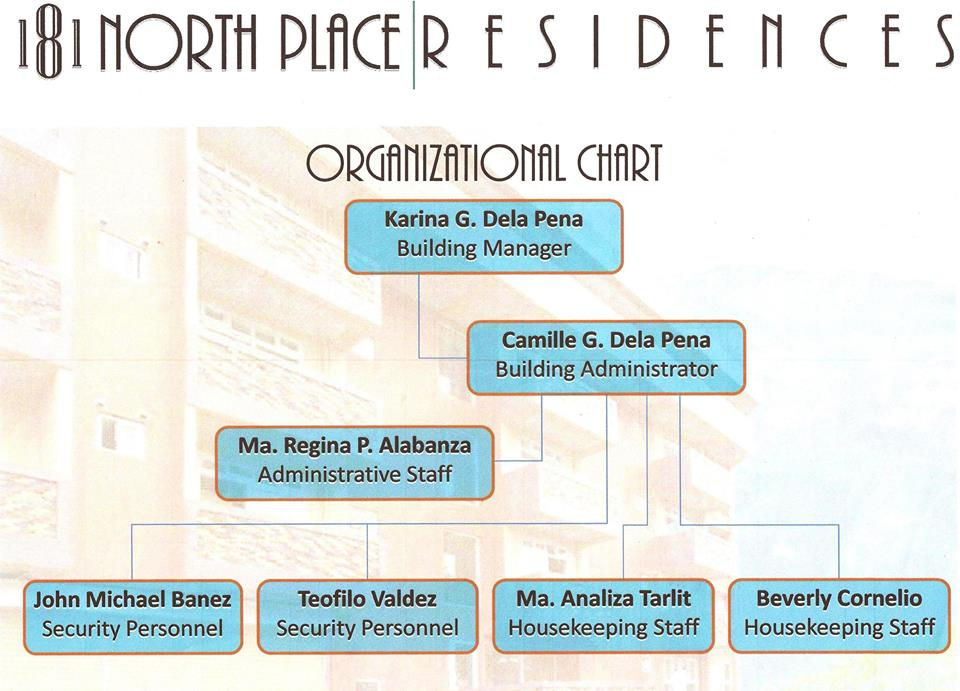 181 NORTH PLACE RESIDENCES
ORGANIZATIONAL CHART
Karina G. Dela Pena
Building Manager
Camille G. Dela Pena
Building Administrator
Ma. Regina P. Alabanza
Administrative Staff
John Michael Banez
Security Personnel
Teofilo Valdez
Security Personnel
Ma. Analiza Tarlit
Housekeeping Staff
Beverly Cornelio
Housekeeping Staff